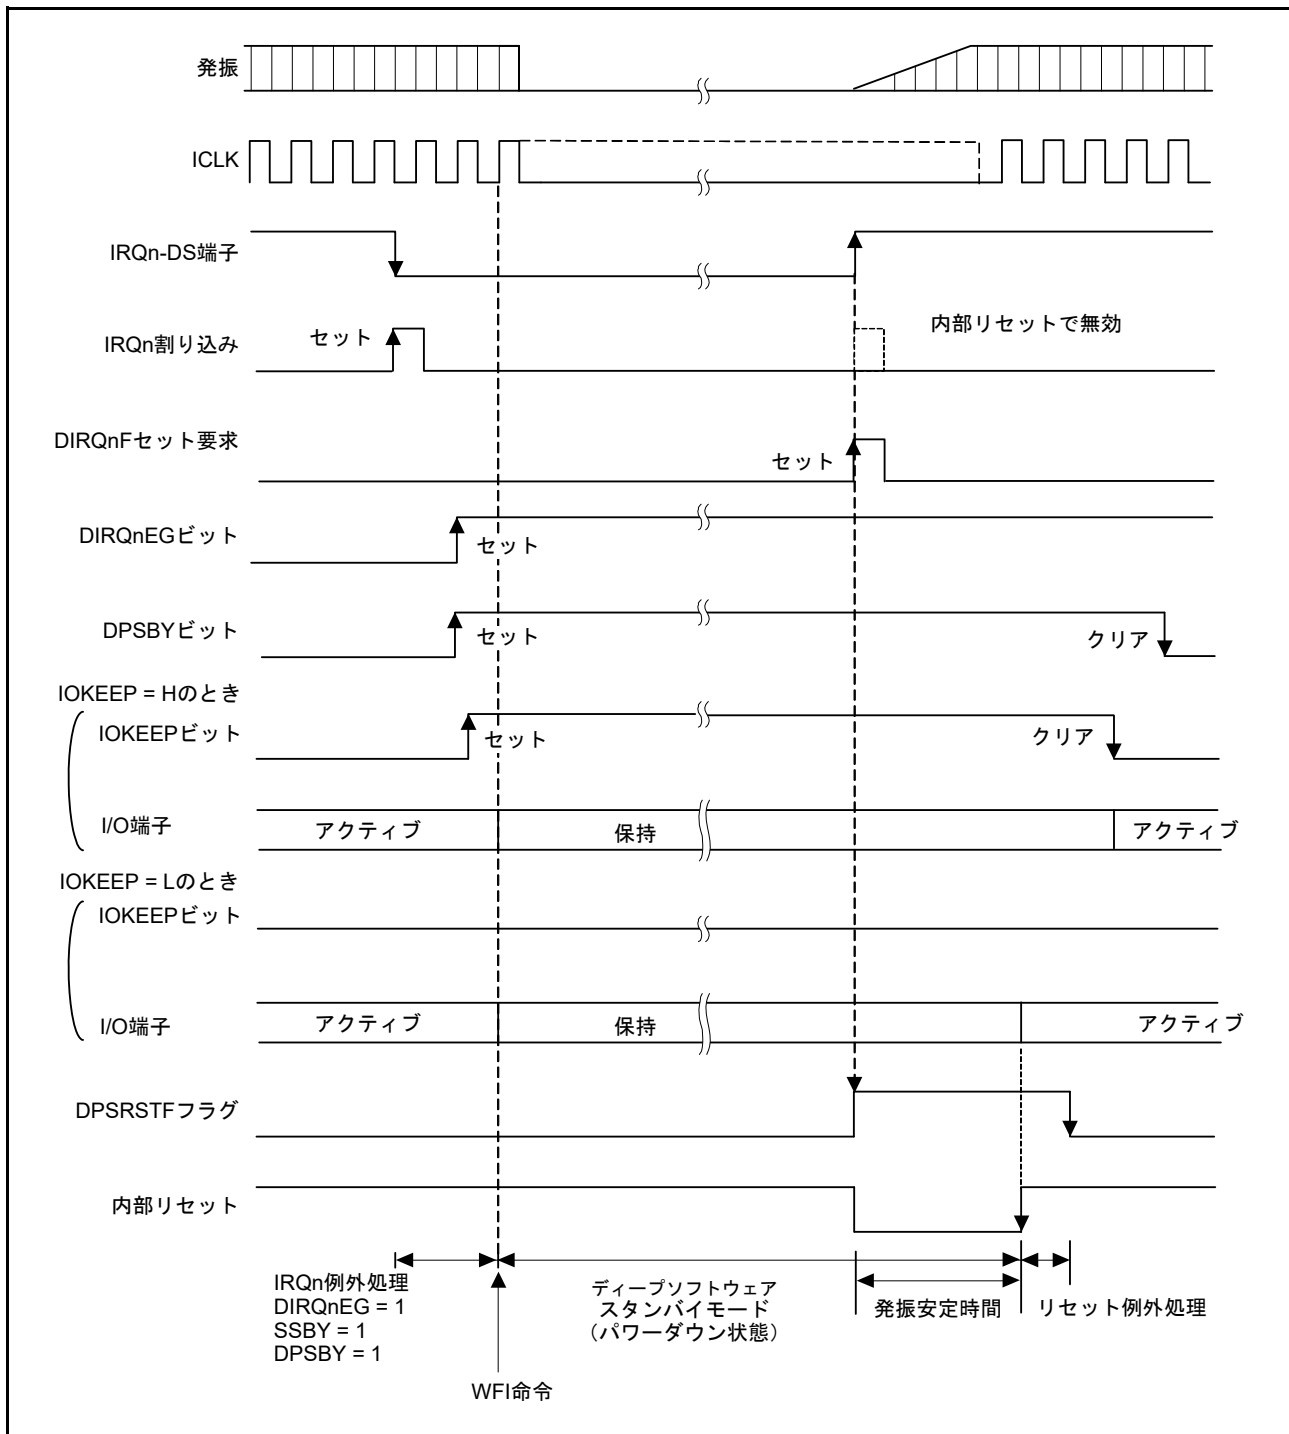 発振
ICLK
IRQn-DS端子
IRQn割り込み
セット
内部リセットで無効
DIRQnFセット要求
セット
DIRQnEGビット
セット
DPSBYビット
セット
クリア
IOKEEP = Hのとき
IOKEEPビット
セット
クリア
I/O端子
アクティブ
保持
アクティブ
IOKEEP = Lのとき
IOKEEPビット
I/O端子
アクティブ
保持
アクティブ
DPSRSTFフラグ
内部リセット
IRQn例外処理
DIRQnEG = 1
SSBY = 1
DPSBY = 1
ディープソフトウェア
スタンバイモード
(パワーダウン状態)
発振安定時間
リセット例外処理
WFI命令